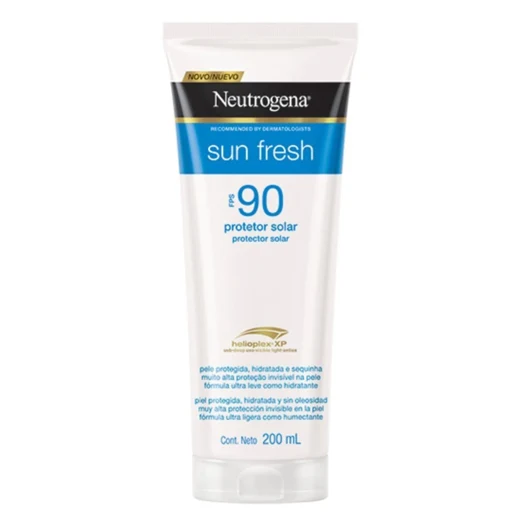 NOVO/NUEVO
Neutrogena®
RECOMMENDED BY DERMATOLOGISTS
sun fresh
FPS 90
protetor solar
protector solar
helioplex® XP
pele protegida, hidratada e sequinha
muito alta proteção invisível na pele
fórmula ultra leve como hidratante
piel protegida, hidratada y sin oleosidad
muy alta protección invisible en la piel
fórmula ultra ligera como humectante
Cont. Neto 200 mL